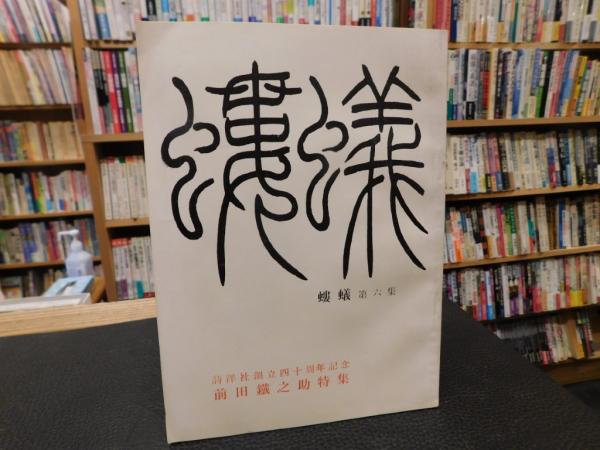 螻蟻
螻蟻 第六集
詩洋社創立四十周年記念
前田鐵之助特集